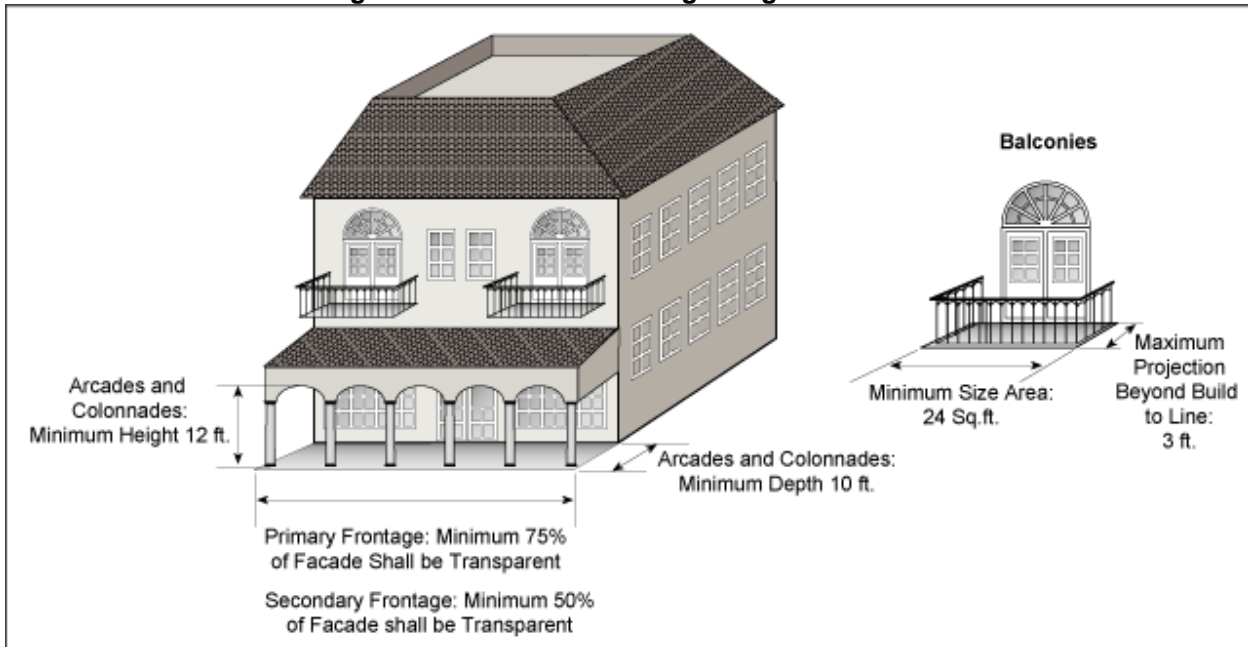 Balconies
Arcades and
Colonnades:
Minimum Height 12 ft.
Arcades and Colonnades:
Minimum Depth 10 ft.
Primary Frontage: Minimum 75%
of Facade Shall be Transparent
Secondary Frontage: Minimum 50%
of Facade shall be Transparent
Minimum Size Area:
24 Sq.ft.
Maximum
Projection
Beyond Build
to Line:
3 ft.